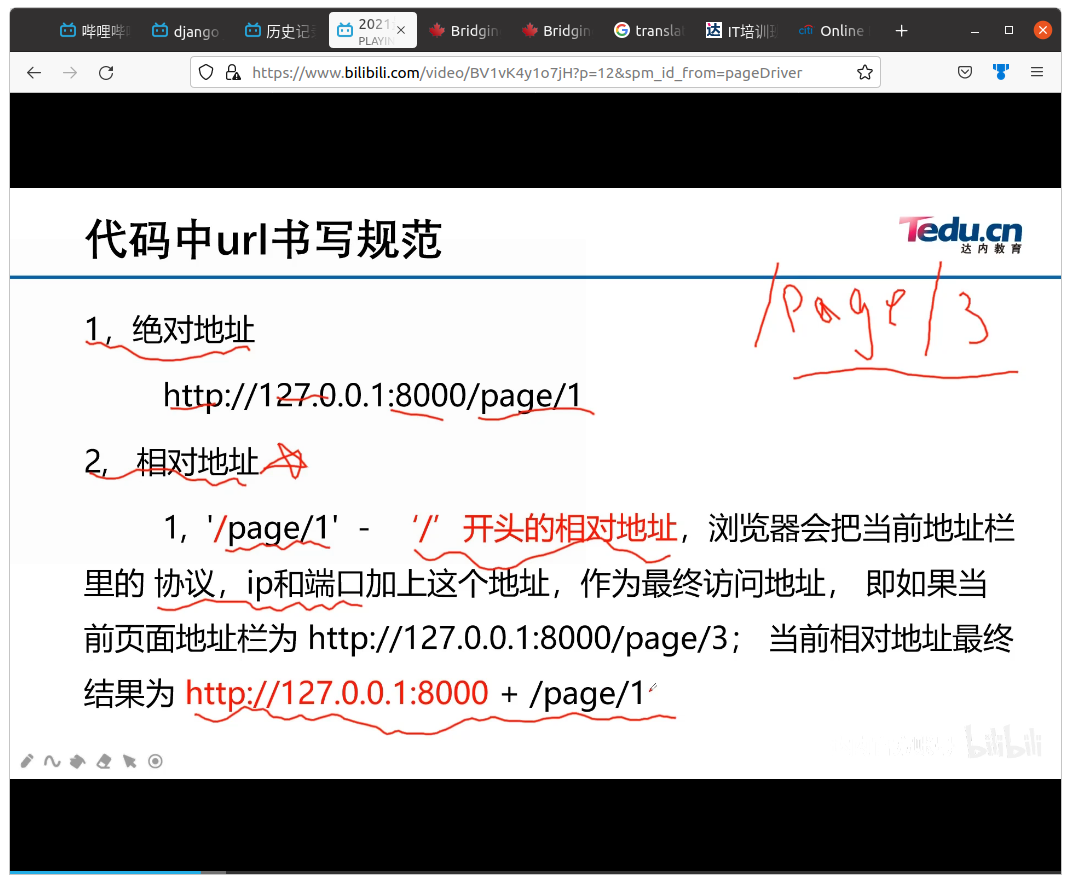 哔哩哔哩
django
历史记录
2021
PLAYING
Bridgin
Bridgin
translat
IT培训班
Online
https://www.bilibili.com/video/BV1vK4y1o7jH?p=12&spm_id_from=pageDriver
代码中url书写规范
Tedu.cn
达内教育
/page/3
1，绝对地址
http://127.0.0.1:8000/page/1
2, 相对地址
1, '/page/1' - ‘/’ 开头的相对地址，浏览器会把当前地址栏
里的 协议，ip和端口加上这个地址，作为最终访问地址， 即如果当
前页面地址栏为 http://127.0.0.1:8000/page/3； 当前相对地址最终
结果为 http://127.0.0.1:8000 + /page/1
bilibili